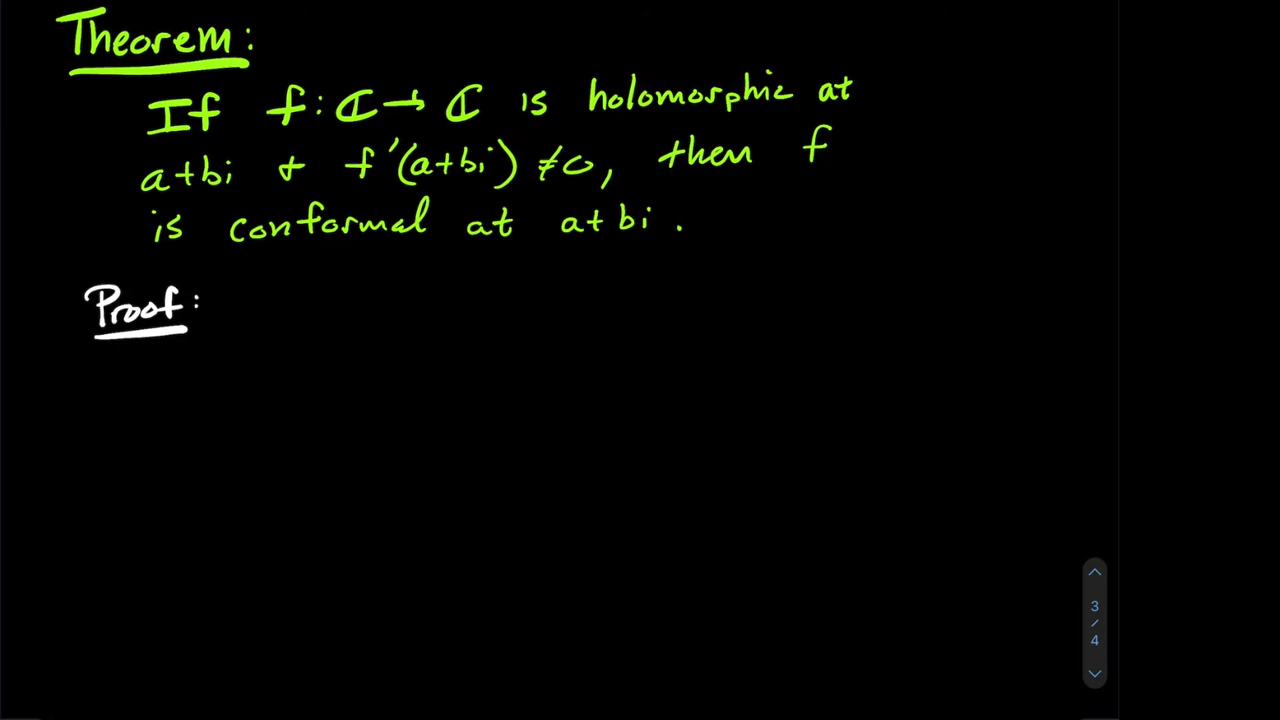 Theorem:
If f: ℂ → ℂ is holomorphic at
a+bi & f'(a+bi) ≠ 0, then f
is conformal at a+bi.
Proof:
3
/
4